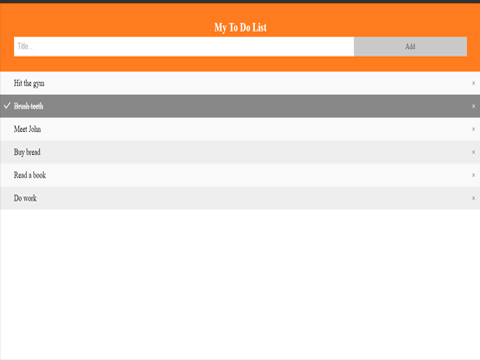 My To Do List
Title...
Add
Hit the gym
×
Brush teeth
×
Meet John
×
Buy bread
×
Read a book
×
Do work
×